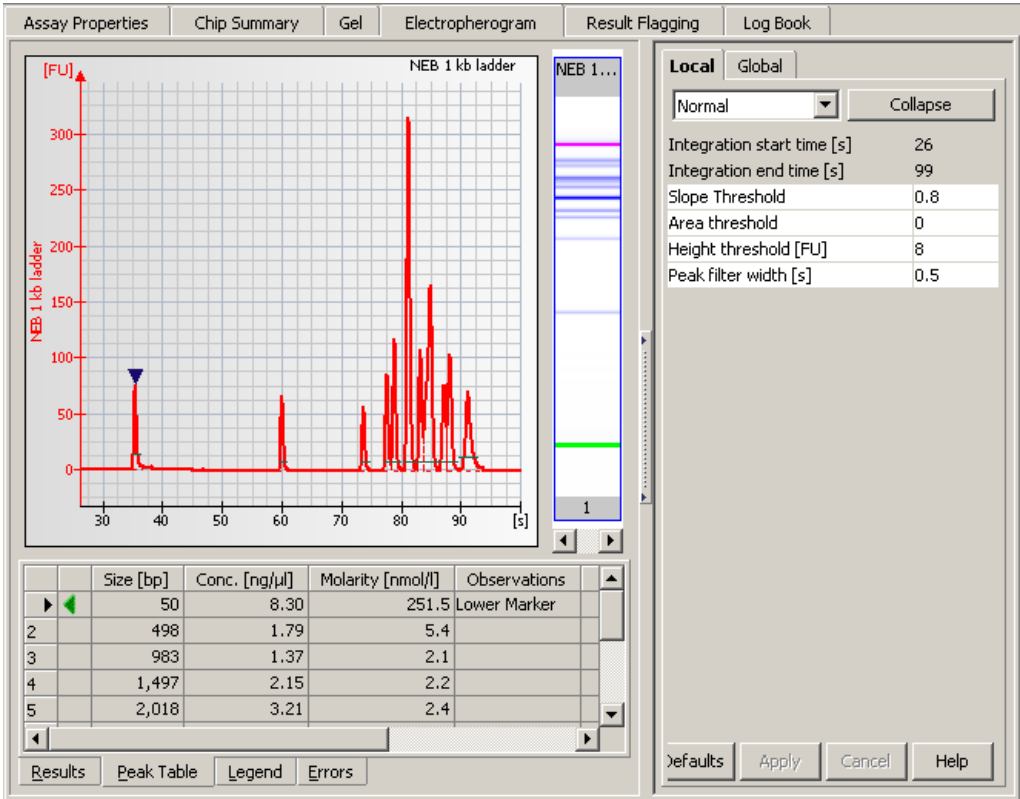 Assay Properties Chip Summary Gel Electropherogram Result Flagging Log Book
[FU]
NEB 1 kb ladder
300
250
200
150
100
50
0
NEB 1 kb ladder
30 40 50 60 70 80 90 [s]
NEB 1...
1
Size [bp] Conc. [ng/µl] Molarity [nmol/l] Observations
50 8.30 251.5 Lower Marker
2 498 1.79 5.4
3 983 1.37 2.1
4 1,497 2.15 2.2
5 2,018 3.21 2.4
Results Peak Table Legend Errors
Local Global
Normal Collapse
Integration start time [s] 26
Integration end time [s] 99
Slope Threshold 0.8
Area threshold 0
Height threshold [FU] 8
Peak filter width [s] 0.5
Defaults Apply Cancel Help